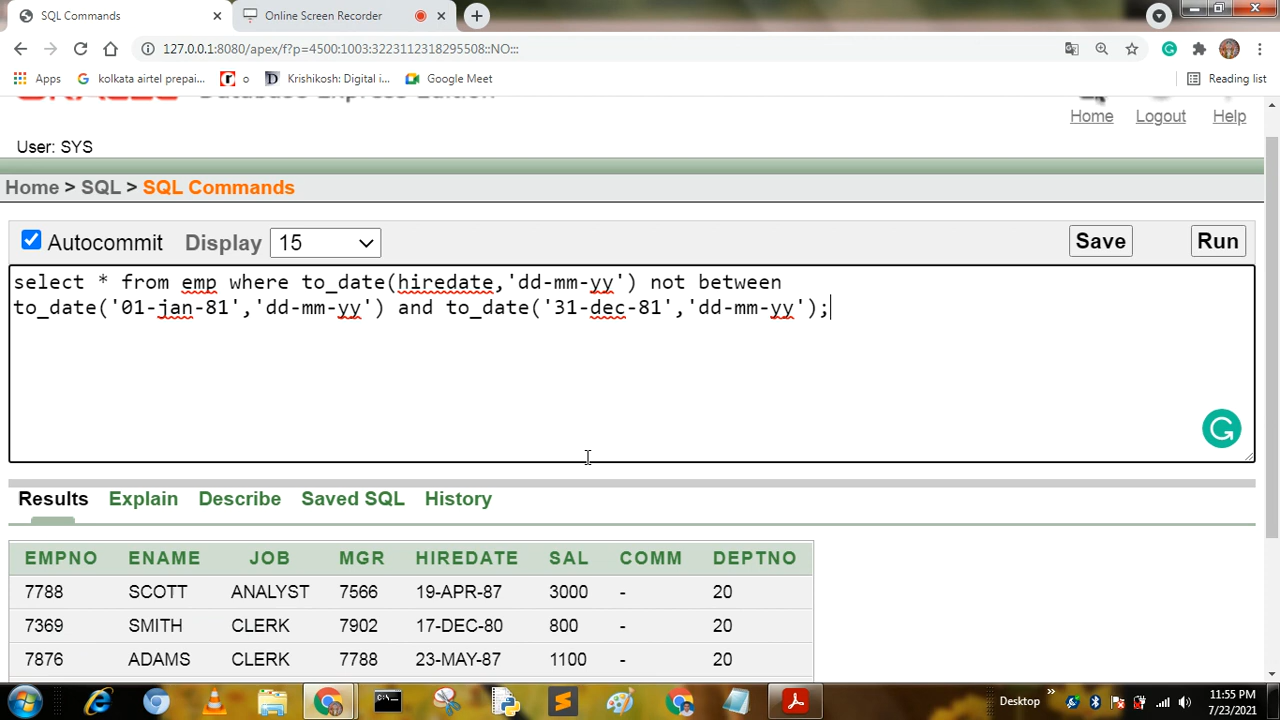 SQL Commands
Online Screen Recorder
127.0.0.1:8080/apex/f?p=4500:1003:3223112318295508::NO:::
Apps
kolkata airtel prepai...
o
Krishikosh: Digital i...
Google Meet
Reading list
Database Express Edition
Home
Logout
Help
User: SYS
Home > SQL > SQL Commands
Autocommit
Display
15
Save
Run
select * from emp where to_date(hiredate,'dd-mm-yy') not between
to_date('01-jan-81','dd-mm-yy') and to_date('31-dec-81','dd-mm-yy');
Results
Explain
Describe
Saved SQL
History
EMPNO ENAME JOB MGR HIREDATE SAL COMM DEPTNO
7788 SCOTT ANALYST 7566 19-APR-87 3000 - 20
7369 SMITH CLERK 7902 17-DEC-80 800 - 20
7876 ADAMS CLERK 7788 23-MAY-87 1100 - 20
Desktop
11:55 PM
7/23/2021